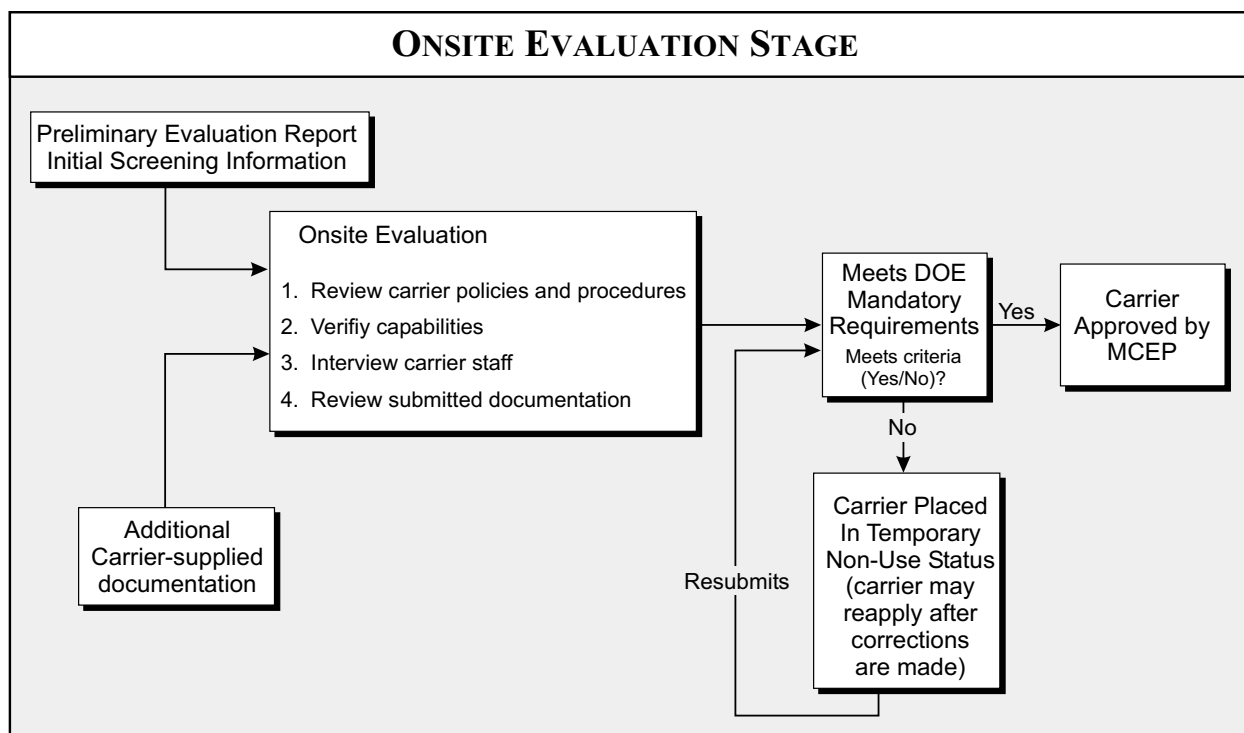 ONSITE EVALUATION STAGE
Preliminary Evaluation Report
Initial Screening Information
Onsite Evaluation
1. Review carrier policies and procedures
2. Verifiy capabilities
3. Interview carrier staff
4. Review submitted documentation
Additional
Carrier-supplied
documentation
Meets DOE
Mandatory
Requirements
Meets criteria
(Yes/No)?
Yes
Carrier
Approved by
MCEP
No
Carrier Placed
In Temporary
Non-Use Status
(carrier may
reapply after
corrections
are made)
Resubmits